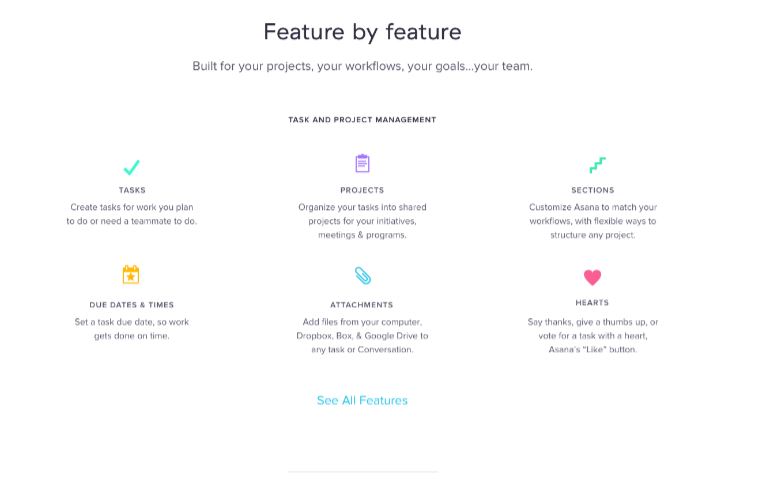 Feature by feature
Built for your projects, your workflows, your goals...your team.
TASK AND PROJECT MANAGEMENT
TASKS
Create tasks for work you plan
to do or need a teammate to do.
PROJECTS
Organize your tasks into shared
projects for your initiatives,
meetings & programs.
SECTIONS
Customize Asana to match your
workflows, with flexible ways to
structure any project.
DUE DATES & TIMES
Set a task due date, so work
gets done on time.
ATTACHMENTS
Add files from your computer,
Dropbox, Box, & Google Drive to
any task or Conversation.
HEARTS
Say thanks, give a thumbs up, or
vote for a task with a heart,
Asana's "Like" button.
See All Features